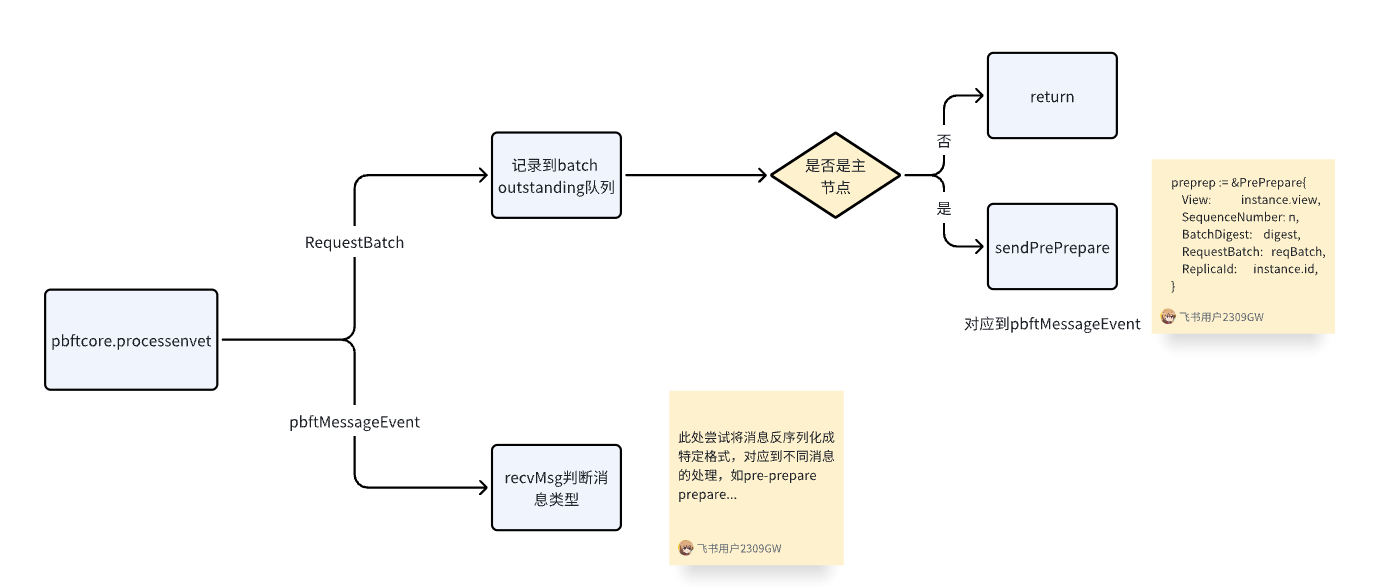 return
否
记录到batch
outstanding队列
是否是主
节点
是
sendPrePrepare
preprep := &PrePrepare{
View: instance.view,
SequenceNumber: n,
BatchDigest: digest,
RequestBatch: reqBatch,
ReplicaId: instance.id,
}
飞书用户2309GW
对应到pbftMessageEvent
RequestBatch
pbftcore.processenvet
pbftMessageEvent
recvMsg判断消
息类型
此处尝试将消息反序列化成
特定格式，对应到不同消息
的处理，如pre-prepare
prepare...
飞书用户2309GW